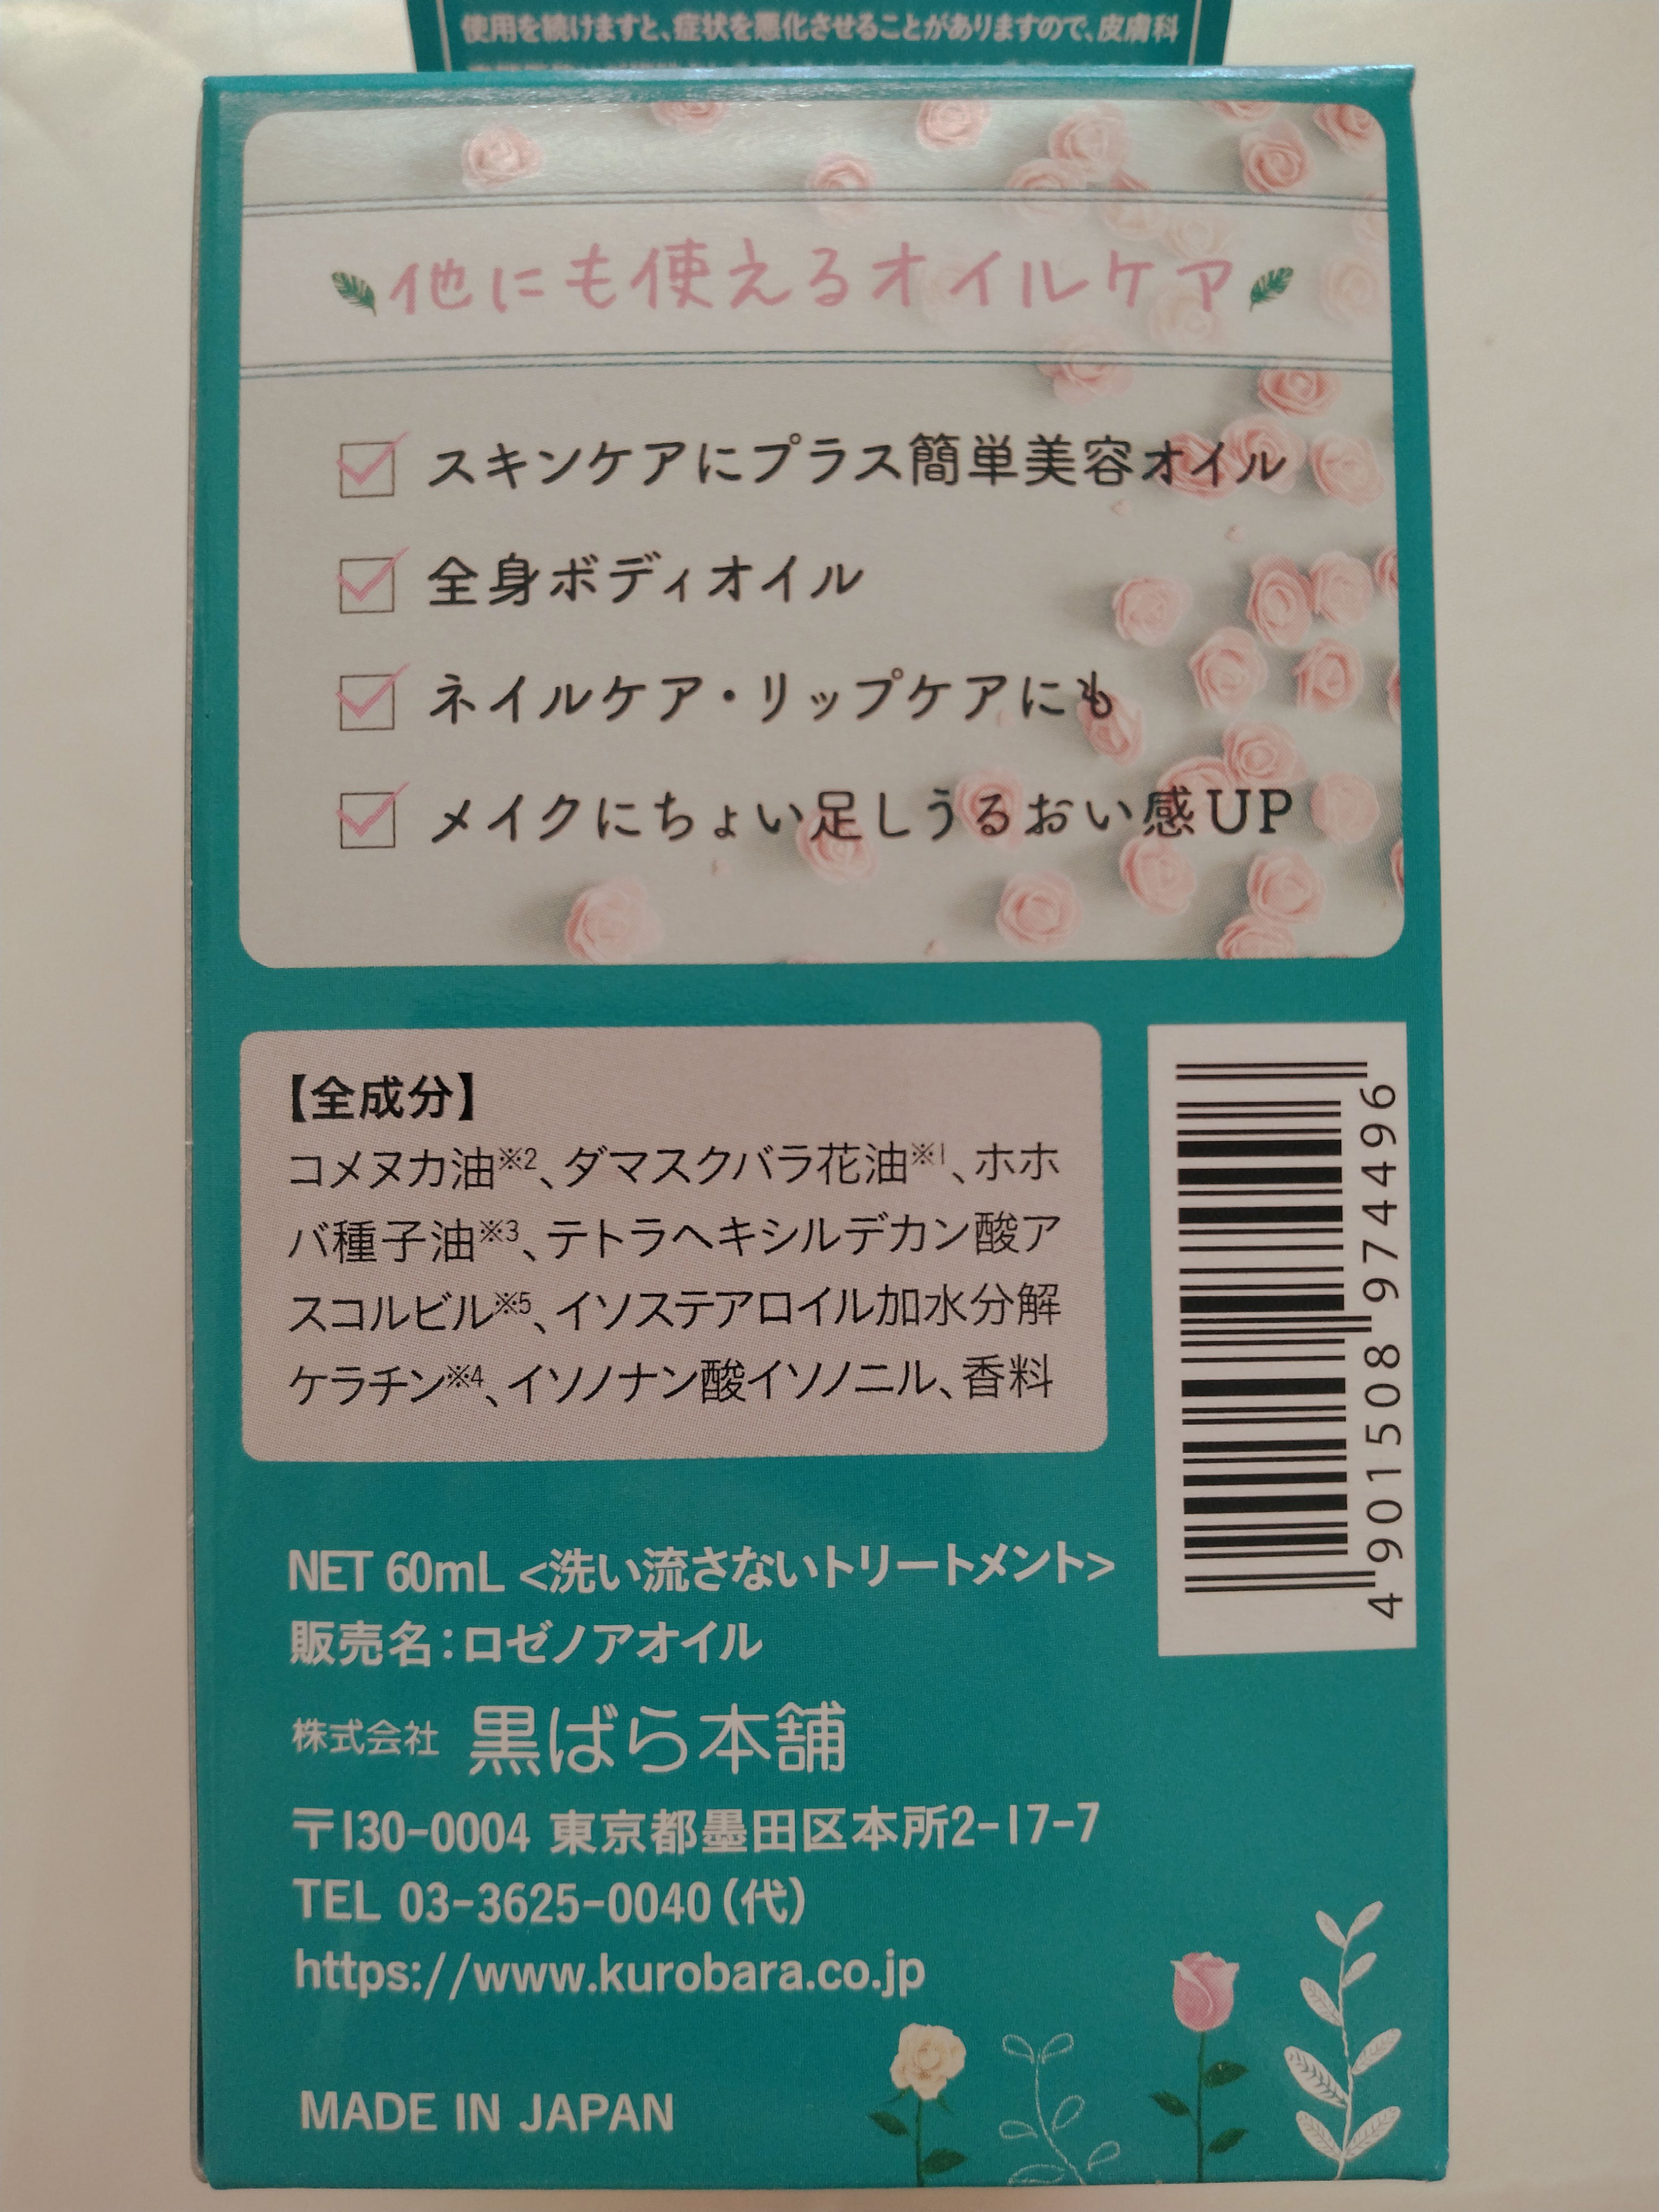 使用を続けますと、症状を悪化させることがありますので、皮膚科
他にも使えるオイルケア
スキンケアにプラス簡単美容オイル
全身ボディオイル
ネイルケア・リップケアにも
メイクにちょい足しうるおい感UP
【全成分】
コメヌカ油※2、ダマスクバラ花油※1、ホホ
バ種子油※3、テトラヘキシルデカン酸ア
スコルビル※5、イソステアロイル加水分解
ケラチン※4、イソノナン酸イソノニル、香料
4901508974496
NET 60mL <洗い流さないトリートメント>
販売名:ロゼノアオイル
株式会社 黒ばら本舗
〒130-0004 東京都墨田区本所2-17-7
TEL 03-3625-0040(代)
https://www.kurobara.co.jp
MADE IN JAPAN